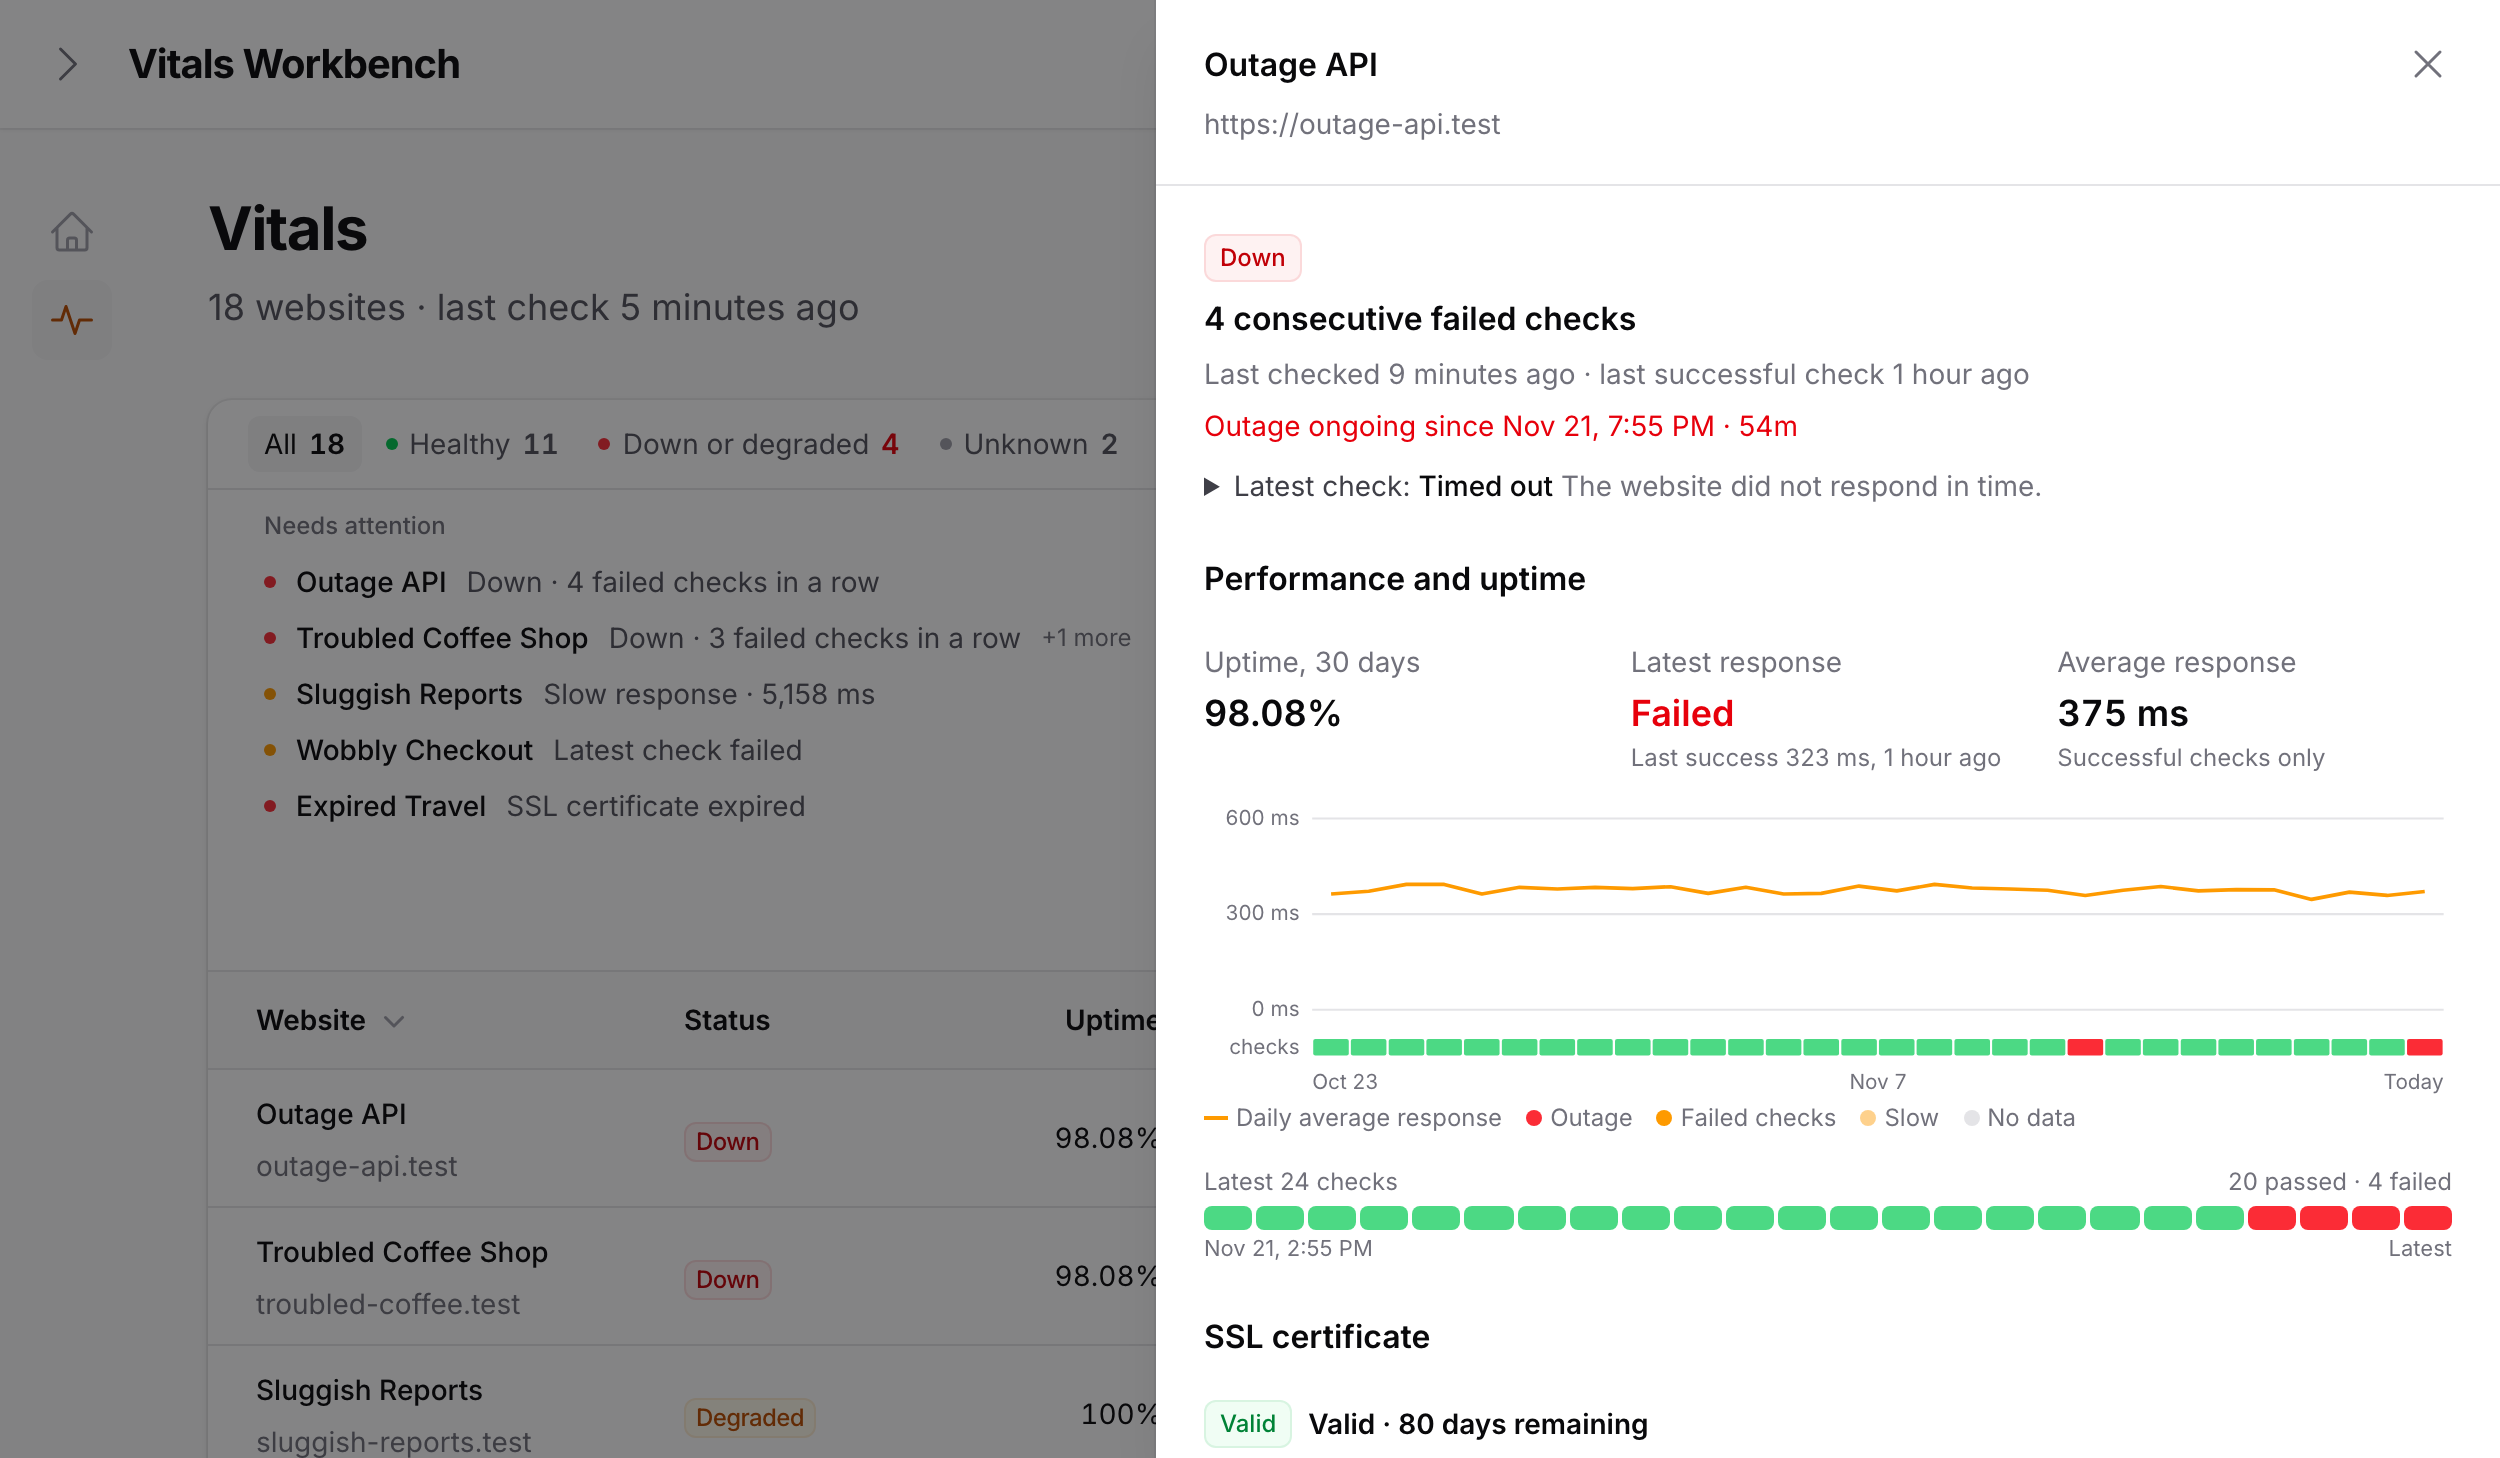 Vitals Workbench
Vitals
18 websites · last check 5 minutes ago
All 18 Healthy 11 Down or degraded 4 Unknown 2
Needs attention
Outage API Down · 4 failed checks in a row
Troubled Coffee Shop Down · 3 failed checks in a row +1 more
Sluggish Reports Slow response · 5,158 ms
Wobbly Checkout Latest check failed
Expired Travel SSL certificate expired
Website Status Uptime
Outage API
outage-api.test
Down
98.08%
Troubled Coffee Shop
troubled-coffee.test
Down
98.08%
Sluggish Reports
sluggish-reports.test
Degraded
100%
Outage API
https://outage-api.test
Down
4 consecutive failed checks
Last checked 9 minutes ago · last successful check 1 hour ago
Outage ongoing since Nov 21, 7:55 PM · 54m
Latest check: Timed out The website did not respond in time.
Performance and uptime
Uptime, 30 days
98.08%
Latest response
Failed
Last success 323 ms, 1 hour ago
Average response
375 ms
Successful checks only
600 ms
300 ms
0 ms
checks
Oct 23 Nov 7 Today
Daily average response Outage Failed checks Slow No data
Latest 24 checks 20 passed · 4 failed
Nov 21, 2:55 PM Latest
SSL certificate
Valid Valid · 80 days remaining